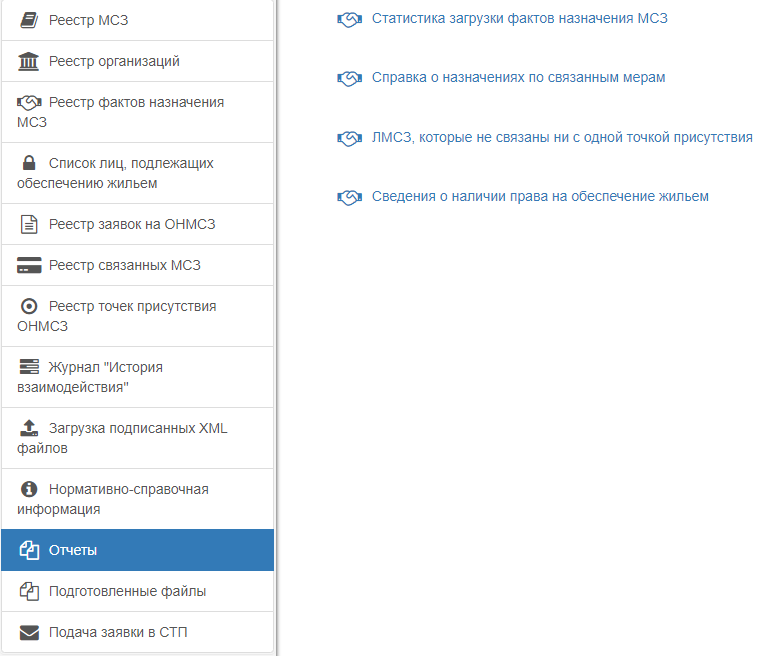 Реестр МСЗ
Реестр организаций
Реестр фактов назначения
МСЗ
Список лиц, подлежащих
обеспечению жильем
Реестр заявок на ОНМСЗ
Реестр связанных МСЗ
Реестр точек присутствия
ОНМСЗ
Журнал "История
взаимодействия"
Загрузка подписанных XML
файлов
Нормативно-справочная
информация
Отчеты
Подготовленные файлы
Подача заявки в СТП
Статистика загрузки фактов назначения МСЗ
Справка о назначениях по связанным мерам
ЛМСЗ, которые не связаны ни с одной точкой присутствия
Сведения о наличии права на обеспечение жильем